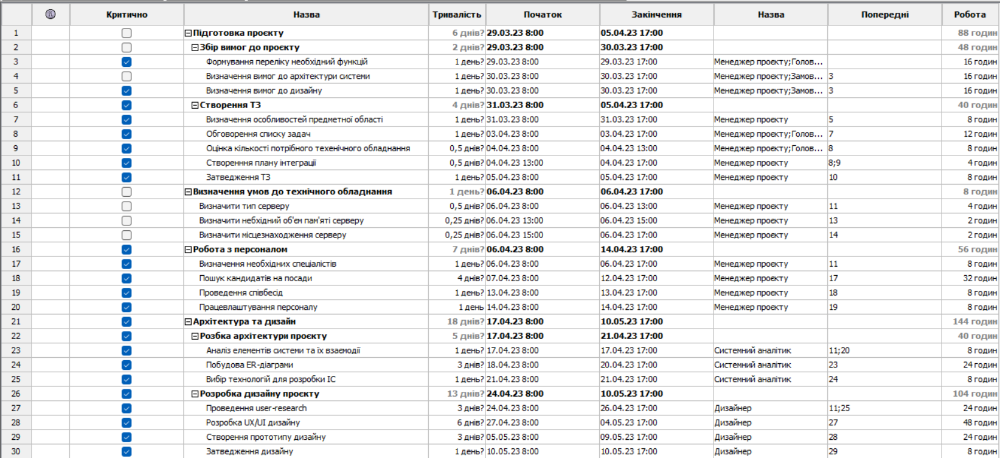 Критично Назва Тривалість Початок Закінчення Назва Попередні Робота
1 Підготовка проєкту 6 днів? 29.03.23 8:00 05.04.23 17:00 88 годин
2 Збір вимог до проєкту 2 днів? 29.03.23 8:00 30.03.23 17:00 48 годин
3 Формування переліку необхідний функцій 1 день? 29.03.23 8:00 29.03.23 17:00 Менеджер проєкту;Голов... 16 годин
4 Визначення вимог до архітектури системи 1 день? 30.03.23 8:00 30.03.23 17:00 Менеджер проєкту;Замов... 3 16 годин
5 Визначення вимог до дизайну 1 день? 30.03.23 8:00 30.03.23 17:00 Менеджер проєкту;Замов... 3 16 годин
6 Створення ТЗ 4 днів? 31.03.23 8:00 05.04.23 17:00 40 годин
7 Визначення особливостей предметної області 1 день? 31.03.23 8:00 31.03.23 17:00 Менеджер проєкту 5 8 годин
8 Обговорення списку задач 1 день? 03.04.23 8:00 03.04.23 17:00 Менеджер проєкту;Голов... 7 12 годин
9 Оцінка кількості потрібного техенічного обладнання 0,5 днів? 04.04.23 8:00 04.04.23 13:00 Менеджер проєкту;Голов... 8 8 годин
10 Створенння плану інтеграції 0,5 днів? 04.04.23 13:00 04.04.23 17:00 Менеджер проєкту 8;9 4 годин
11 Затведження ТЗ 1 день? 05.04.23 8:00 05.04.23 17:00 Менеджер проєкту 10 8 годин
12 Визначення умов до технічного обладнання 1 день? 06.04.23 8:00 06.04.23 17:00 8 годин
13 Визначити тип серверу 0,5 днів? 06.04.23 8:00 06.04.23 13:00 Менеджер проєкту 11 4 годин
14 Визначити небхідний об'єм пам'яті серверу 0,25 днів? 06.04.23 13:00 06.04.23 15:00 Менеджер проєкту 13 2 годин
15 Визначити місцезнаходження серверу 0,25 днів? 06.04.23 15:00 06.04.23 17:00 Менеджер проєкту 14 2 годин
16 Робота з персоналом 7 днів? 06.04.23 8:00 14.04.23 17:00 56 годин
17 Визначення необхідних спеціалістів 1 день? 06.04.23 8:00 06.04.23 17:00 Менеджер проєкту 11 8 годин
18 Пошук кандидатів на посади 4 днів? 07.04.23 8:00 12.04.23 17:00 Менеджер проєкту 17 32 годин
19 Проведення співбесід 1 день? 13.04.23 8:00 13.04.23 17:00 Менеджер проєкту 18 8 годин
20 Працевлаштування персоналу 1 день 14.04.23 8:00 14.04.23 17:00 Менеджер проєкту 19 8 годин
21 Архітектура та дизайн 18 днів? 17.04.23 8:00 10.05.23 17:00 144 годин
22 Розбка архітектури проєкту 5 днів? 17.04.23 8:00 21.04.23 17:00 40 годин
23 Аналіз елементів системи та їх взаємодії 1 день? 17.04.23 8:00 17.04.23 17:00 Системний аналітик 11;20 8 годин
24 Побудова ER-діаграми 3 днів? 18.04.23 8:00 20.04.23 17:00 Системний аналітик 23 24 годин
25 Вибір технологій для розробки ІС 1 день? 21.04.23 8:00 21.04.23 17:00 Системний аналітик 24 8 годин
26 Розробка дизайну проєкту 13 днів? 24.04.23 8:00 10.05.23 17:00 104 годин
27 Проведення user-research 3 днів? 24.04.23 8:00 26.04.23 17:00 Дизайнер 11;25 24 годин
28 Розробка UX/UI дизайну 6 днів? 27.04.23 8:00 04.05.23 17:00 Дизайнер 27 48 годин
29 Створення прототипу дизайну 3 днів? 05.05.23 8:00 09.05.23 17:00 Дизайнер 28 24 годин
30 Затведження дизайну 1 день? 10.05.23 8:00 10.05.23 17:00 Дизайнер 29 8 годин